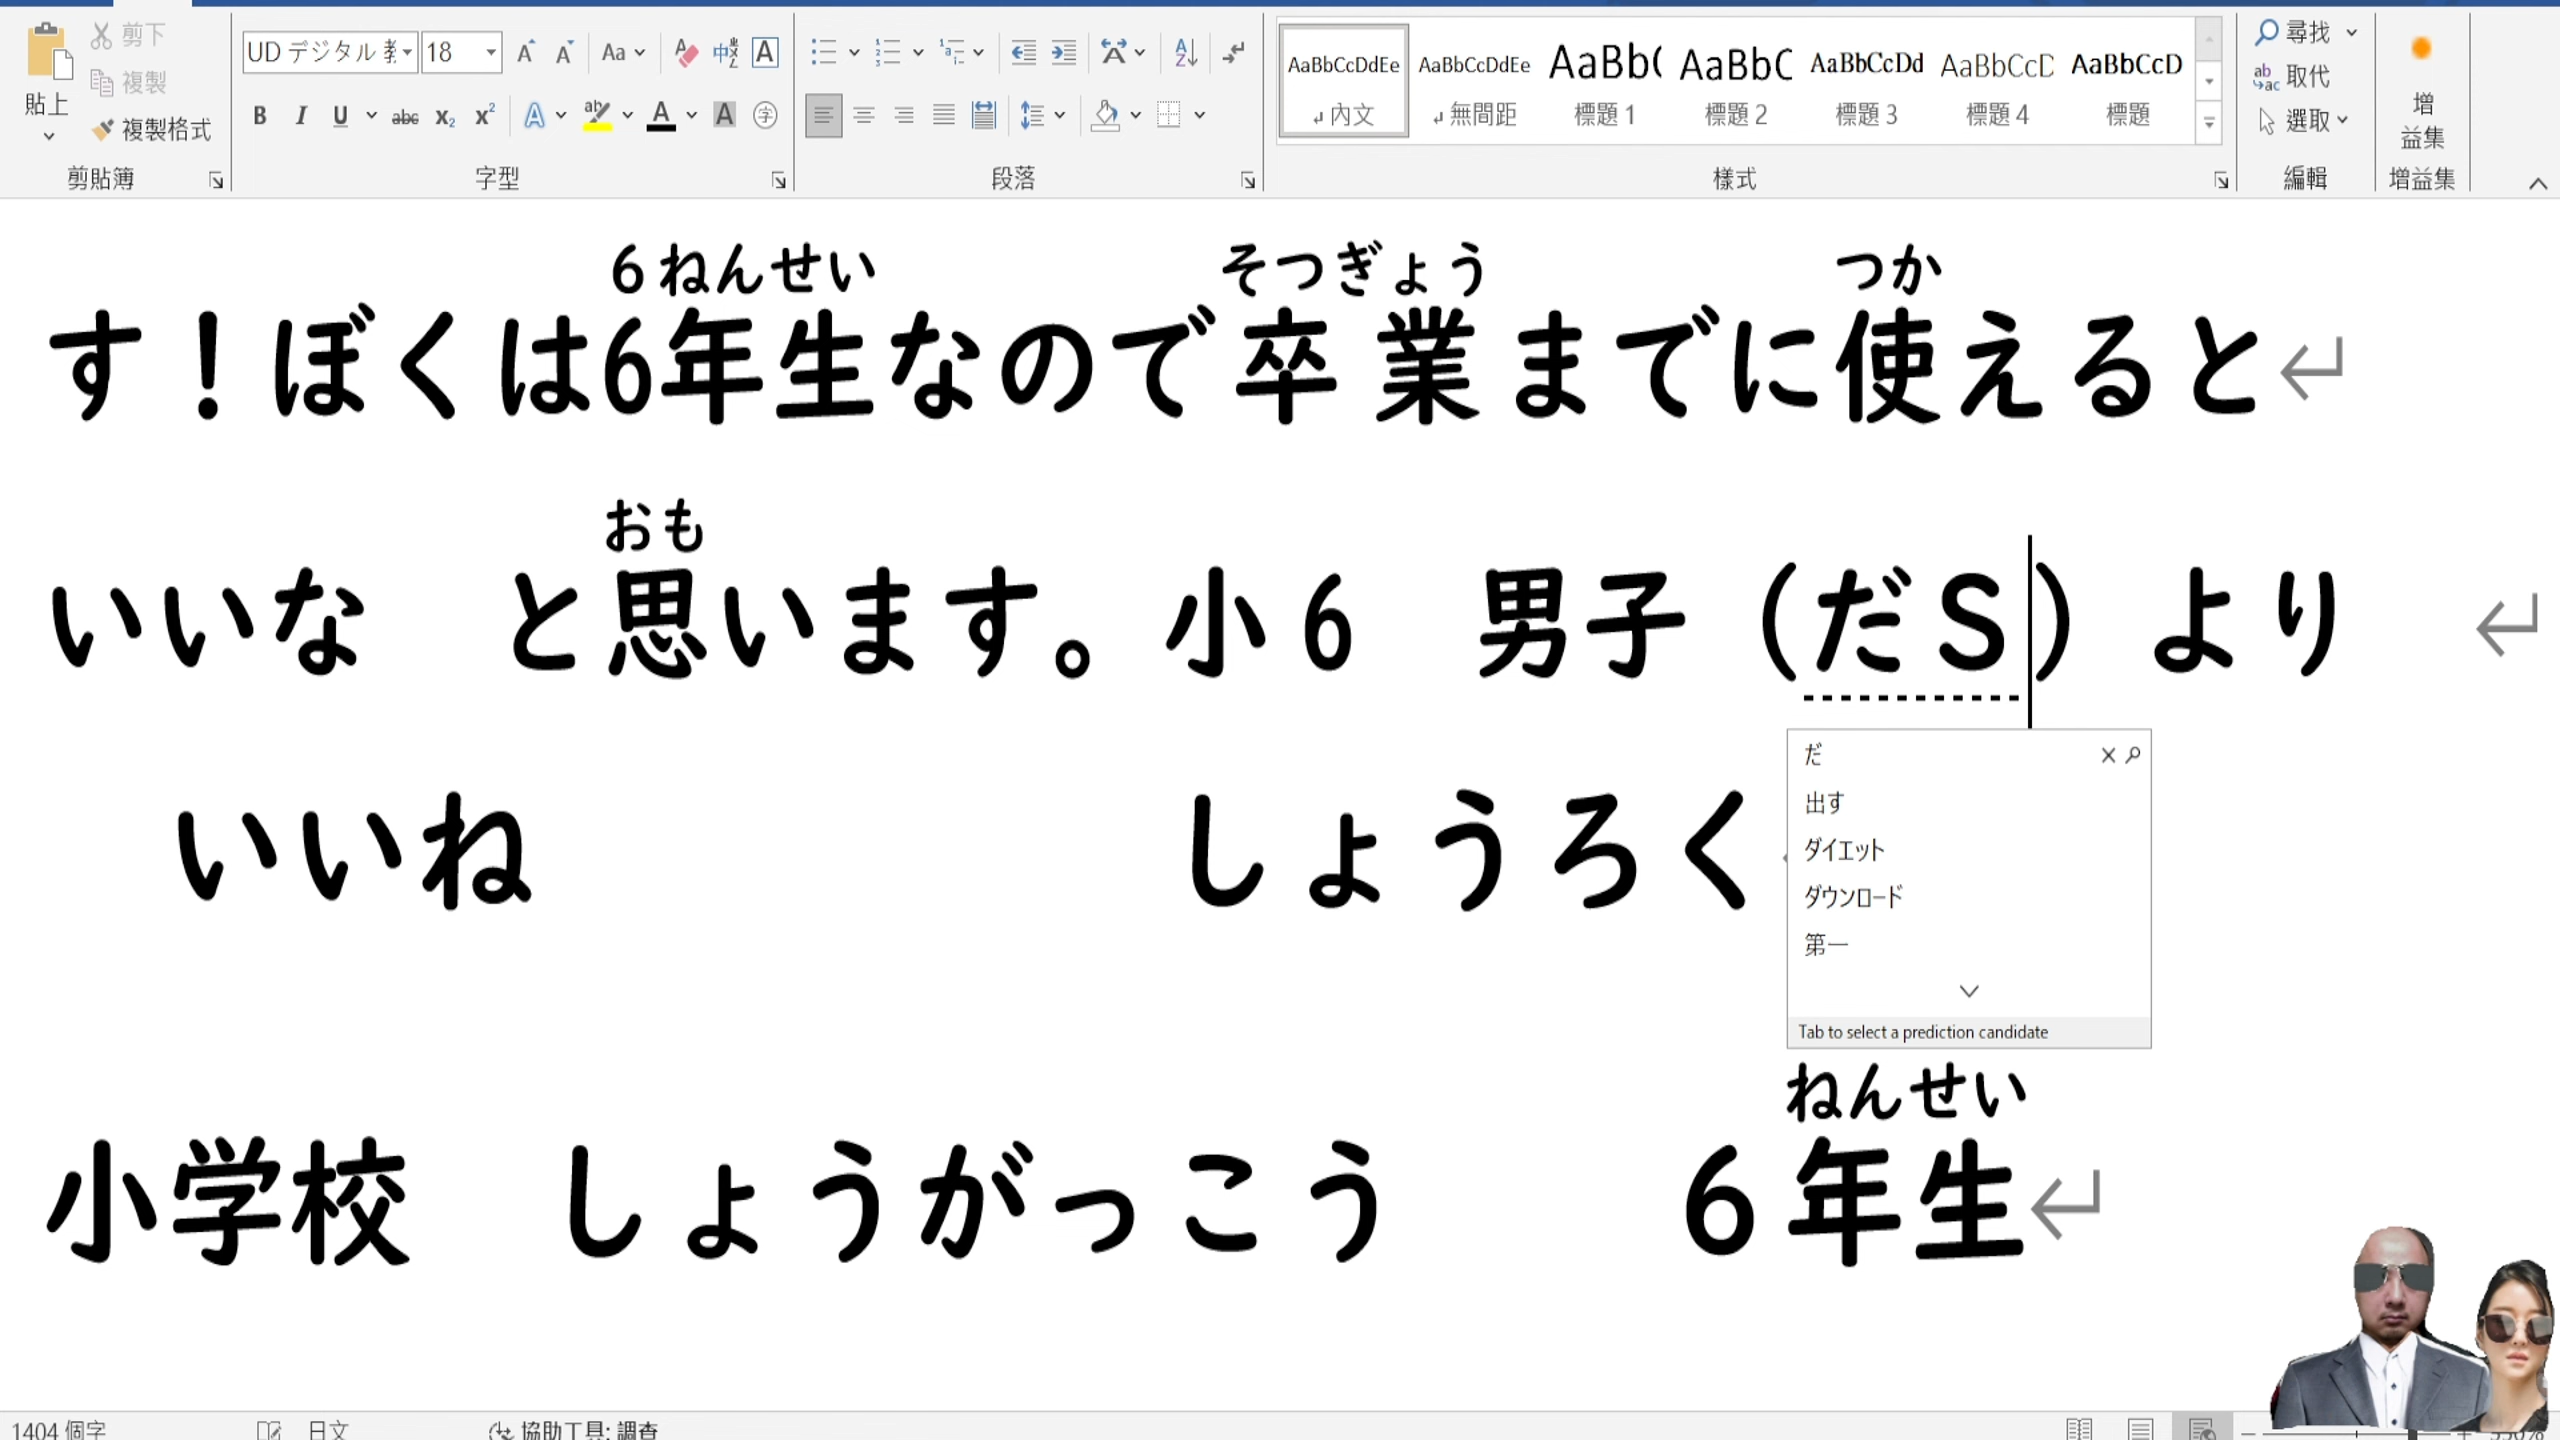 貼上
剪下
複製
複製格式
剪貼簿
UD デジタル 18
Aa
B I U abc x₂ x²
字型
段落
AaBbCcDdEe AaBbCcDdEe AaBb( AaBbC AaBbCcDd AaBbCcD AaBbCcD
內文 無間距 標題 1 標題 2 標題 3 標題 4 標題
樣式
尋找
取代
選取
編輯
增
益集
增益集
6ねんせい そつぎょう つか
す！ぼくは6年生なので卒業までに使えると
おも
いいな　と思います。小6　男子（だS）より
いいね しょうろく
だ
出す
ダイエット
ダウンロード
第一
Tab to select a prediction candidate
ねんせい
小学校　しょうがっこう　6年生
1404 個字 日文 協助工具: 調查